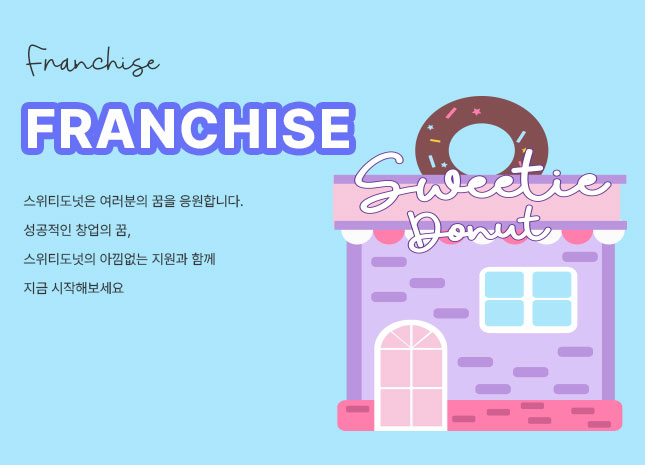 Franchise
FRANCHISE
스위티도넛은 여러분의 꿈을 응원합니다.
성공적인 창업의 꿈,
스위티도넛의 아낌없는 지원과 함께
지금 시작해보세요
Sweetie
Donut